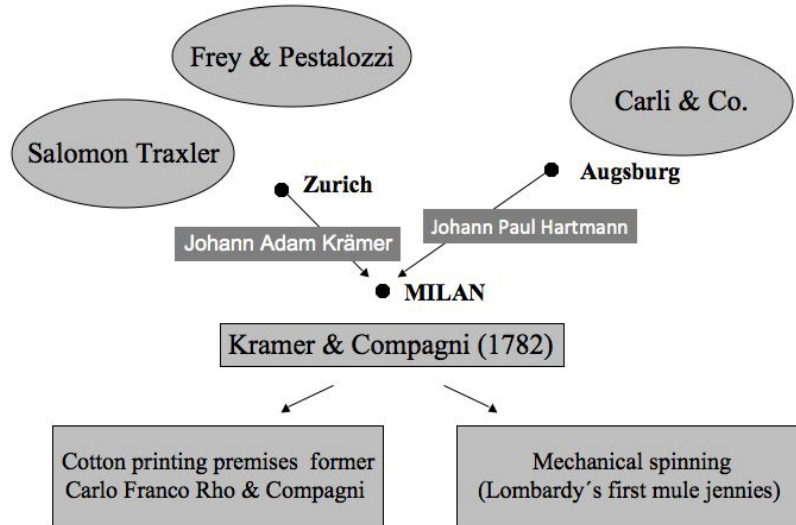 Frey & Pestalozzi
Carli & Co.
Salomon Traxler
Zurich
Augsburg
Johann Adam Krämer
Johann Paul Hartmann
MILAN
Kramer & Compagni (1782)
Cotton printing premises former
Carlo Franco Rho & Compagni
Mechanical spinning
(Lombardy´s first mule jennies)